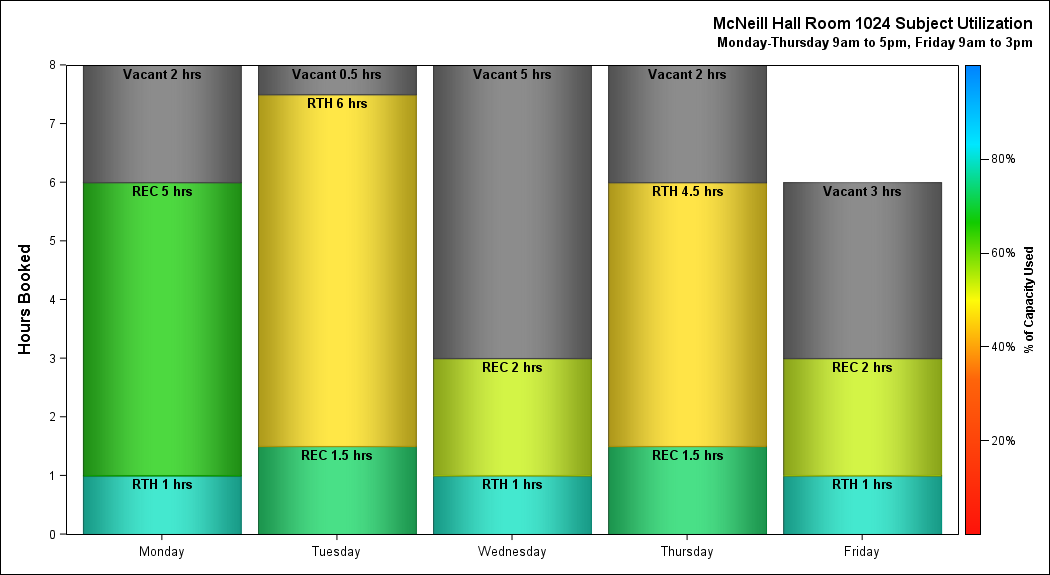 McNeill Hall Room 1024 Subject Utilization
Monday-Thursday 9am to 5pm, Friday 9am to 3pm
Hours Booked
8
7
6
5
4
3
2
1
0
Vacant 2 hrs
REC 5 hrs
RTH 1 hrs
Vacant 0.5 hrs
RTH 6 hrs
REC 1.5 hrs
Vacant 5 hrs
REC 2 hrs
RTH 1 hrs
Vacant 2 hrs
RTH 4.5 hrs
REC 1.5 hrs
Vacant 3 hrs
REC 2 hrs
RTH 1 hrs
Monday
Tuesday
Wednesday
Thursday
Friday
80%
60%
40%
20%
% of Capacity Used